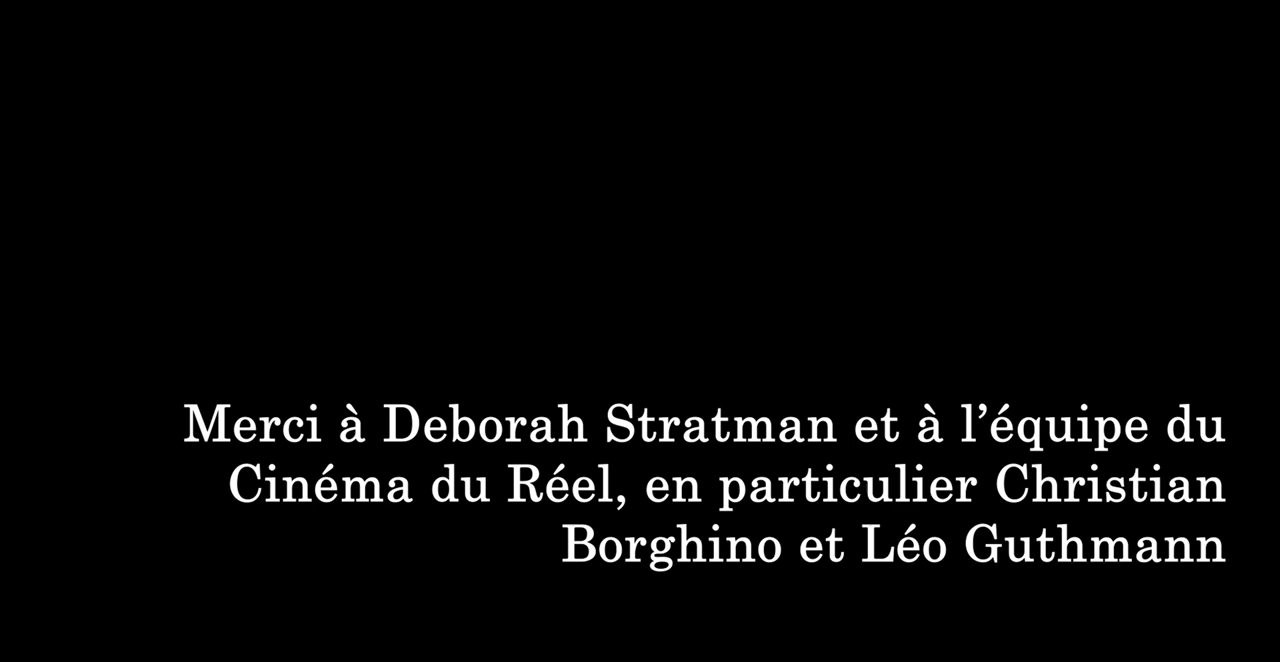 Merci à Deborah Stratman et à l’équipe du
Cinéma du Réel, en particulier Christian
Borghino et Léo Guthmann